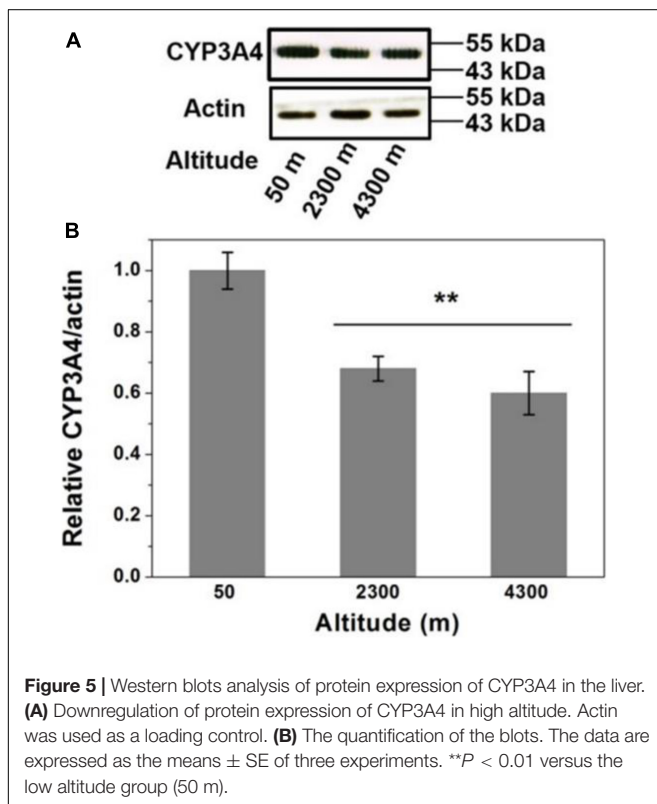 A
CYP3A4
55 kDa
43 kDa
Actin
55 kDa
43 kDa
Altitude
50 m
2300 m
4300 m
B
Relative CYP3A4/actin
1.0
0.8
0.6
0.4
0.2
0.0
**
50
2300
4300
Altitude (m)
Figure 5 | Western blots analysis of protein expression of CYP3A4 in the liver.
(A) Downregulation of protein expression of CYP3A4 in high altitude. Actin
was used as a loading control. (B) The quantification of the blots. The data are
expressed as the means ± SE of three experiments. **P < 0.01 versus the
low altitude group (50 m).